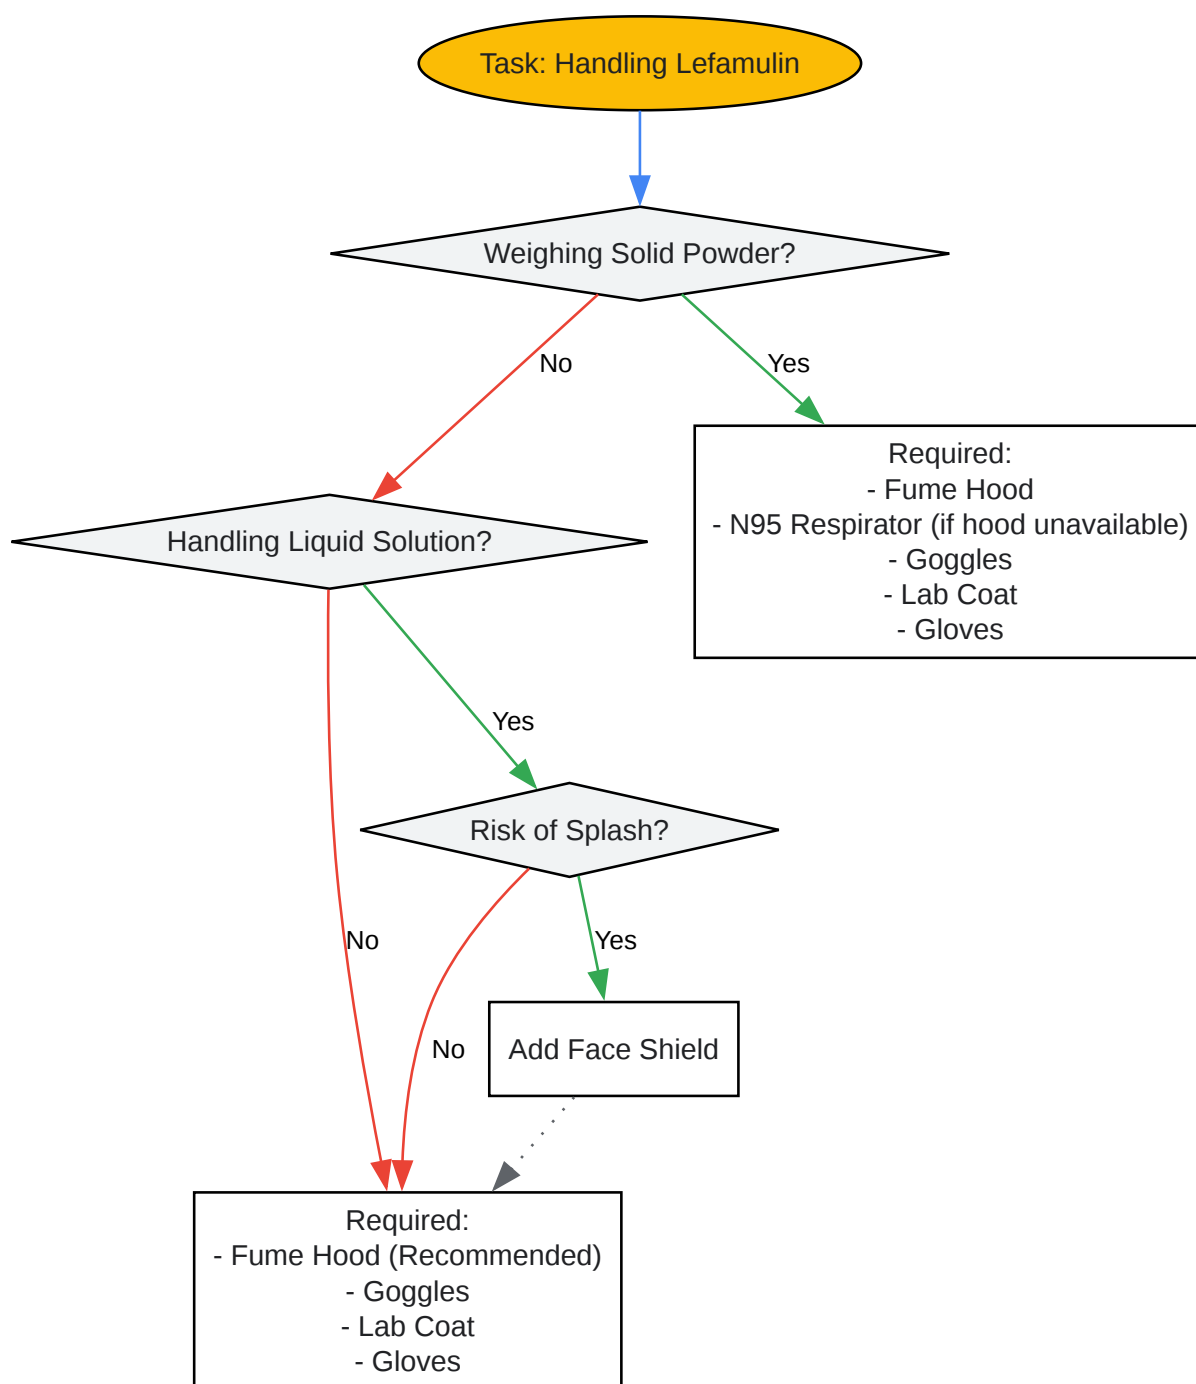 Task: Handling Lefamulin
Weighing Solid Powder?
No
Yes
Required:
- Fume Hood
- N95 Respirator (if hood unavailable)
- Goggles
- Lab Coat
- Gloves
Handling Liquid Solution?
Yes
Risk of Splash?
No
Yes
No
Add Face Shield
Required:
- Fume Hood (Recommended)
- Goggles
- Lab Coat
- Gloves